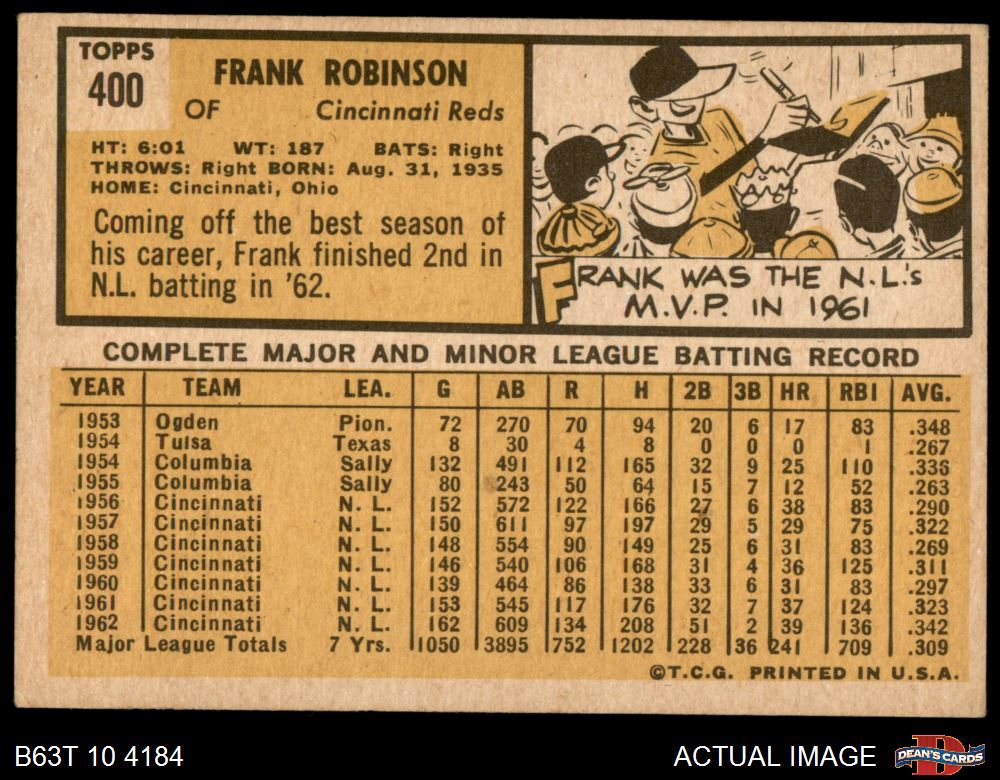 TOPPS
400
FRANK ROBINSON
OF Cincinnati Reds
HT: 6:01 WT: 187 BATS: Right
THROWS: Right BORN: Aug. 31, 1935
HOME: Cincinnati, Ohio
Coming off the best season of
his career, Frank finished 2nd in
N.L. batting in '62.
FRANK WAS THE N.L.'s
M.V.P. IN 1961
COMPLETE MAJOR AND MINOR LEAGUE BATTING RECORD
YEAR TEAM LEA. G AB R H 2B 3B HR RBI AVG.
1953 Ogden Pion. 72 270 70 94 20 6 17 83 .348
1954 Tulsa Texas 8 30 4 8 0 0 0 1 .267
1954 Columbia Sally 132 491 112 165 32 9 25 110 .336
1955 Columbia Sally 80 243 50 64 15 7 12 52 .263
1956 Cincinnati N. L. 152 572 122 166 27 6 38 83 .290
1957 Cincinnati N. L. 150 611 97 197 29 5 29 75 .322
1958 Cincinnati N. L. 148 554 90 149 25 6 31 83 .269
1959 Cincinnati N. L. 146 540 106 168 31 4 36 125 .311
1960 Cincinnati N. L. 139 464 86 138 33 6 31 83 .297
1961 Cincinnati N. L. 153 545 117 176 32 7 37 124 .323
1962 Cincinnati N. L. 162 609 134 208 51 2 39 136 .342
Major League Totals 7 Yrs. 1050 3895 752 1202 228 36 241 709 .309
©T.C.G. PRINTED IN U.S.A.
B63T 10 4184
ACTUAL IMAGE
D
DEAN'S CARDS